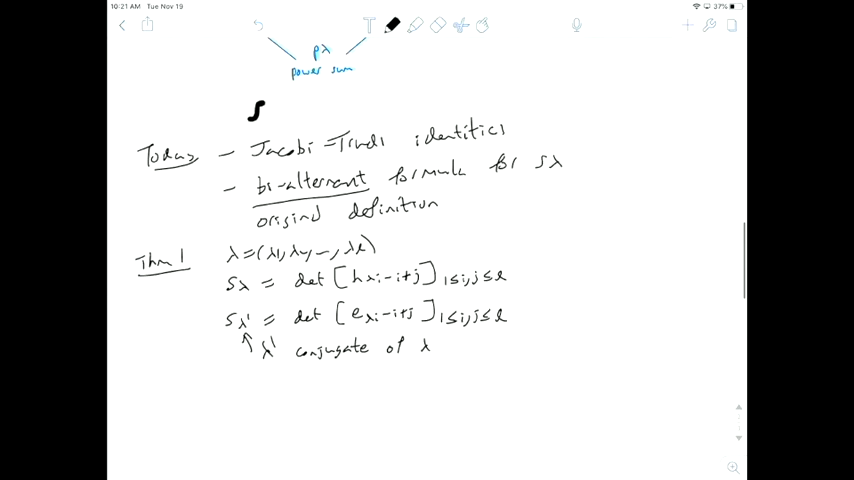 10:21 AM Tue Nov 19
37%
T
pλ
power sum
s
Today - Jacobi-Trudi identities
- bi-alternant formula for sλ
original definition
Thm 1 λ=(λ1,λ2,...,λℓ)
sλ = det [hλi-i+j] 1≤i,j≤ℓ
sλ' = det [eλi-i+j] 1≤i,j≤ℓ
↑ λ' conjugate of λ